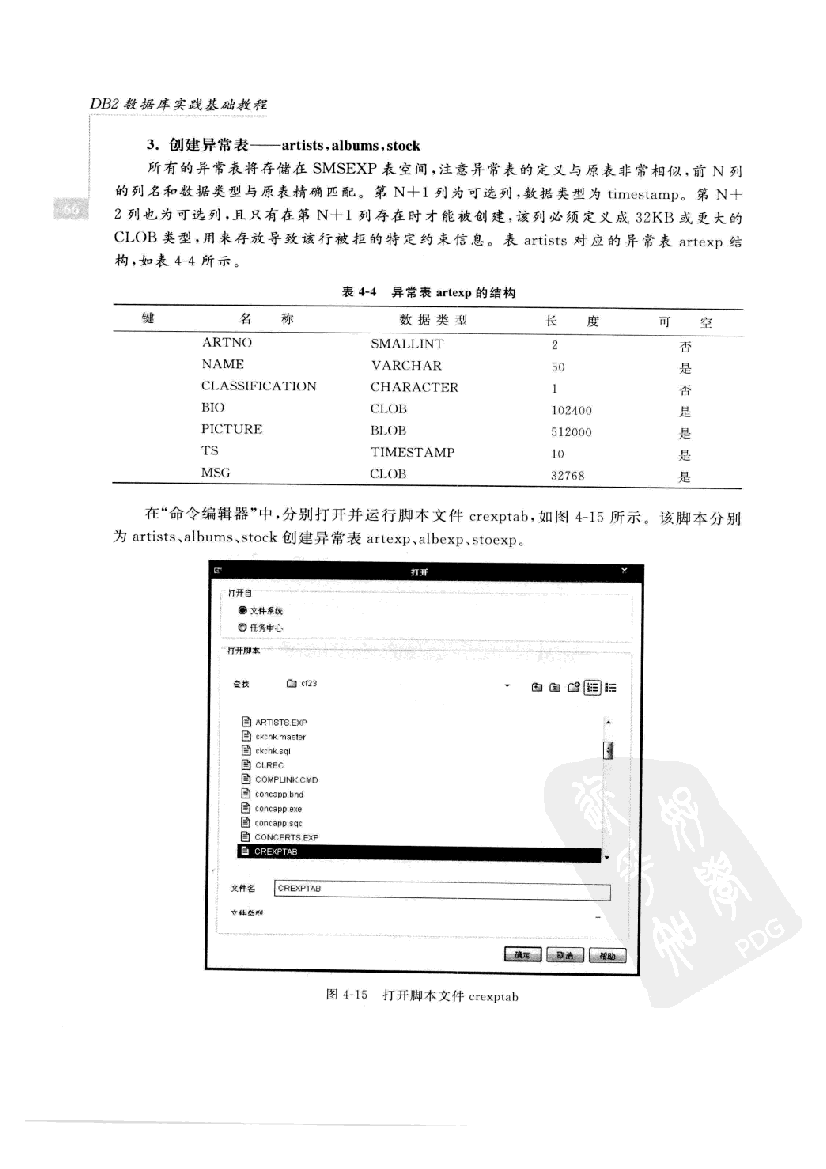 DB2 数据库实践基础教程
3. 创建异常表——artists,albums,stock
所有的异常表将存储在 SMSEXP 表空间,注意异常表的定义与原表非常相似,前 N 列
的列名和数据类型与原表精确匹配。第 N+1 列为可选列,数据类型为 timestamp。第 N+
66
2 列也为可选列,且只有在第 N+1 列存在时才能被创建,该列必须定义成 32KB 或更大的
CLOB 类型,用来存放导致该行被拒的特定约束信息。表 artists 对应的异常表 artexp 结
构,如表 4-4 所示。
表 4-4 异常表 artexp 的结构
键 名 称 数据类型 长 度 可 空
ARTNO SMALLINT 2 否
NAME VARCHAR 50 是
CLASSIFICATION CHARACTER 1 否
BIO CLOB 102400 是
PICTURE BLOB 512000 是
TS TIMESTAMP 10 是
MSG CLOB 32768 是
在“命令编辑器”中,分别打开并运行脚本文件 crexptab,如图 4-15 所示。该脚本分别
为 artists、albums、stock 创建异常表 artexp、albexp、stoexp。
打开
打开自
文件系统
任务中心
打开脚本
查找 cf23
ARTISTS.EXP
ckchk.master
ckchk.sql
CLREC
COMPLINK.CMD
concapp.bnd
concapp.exe
concapp.sqc
CONCERTS.EXP
CREXPTAB
文件名 CREXPTAB
文件类型
确定 取消 帮助
图 4-15 打开脚本文件 crexptab
PDG